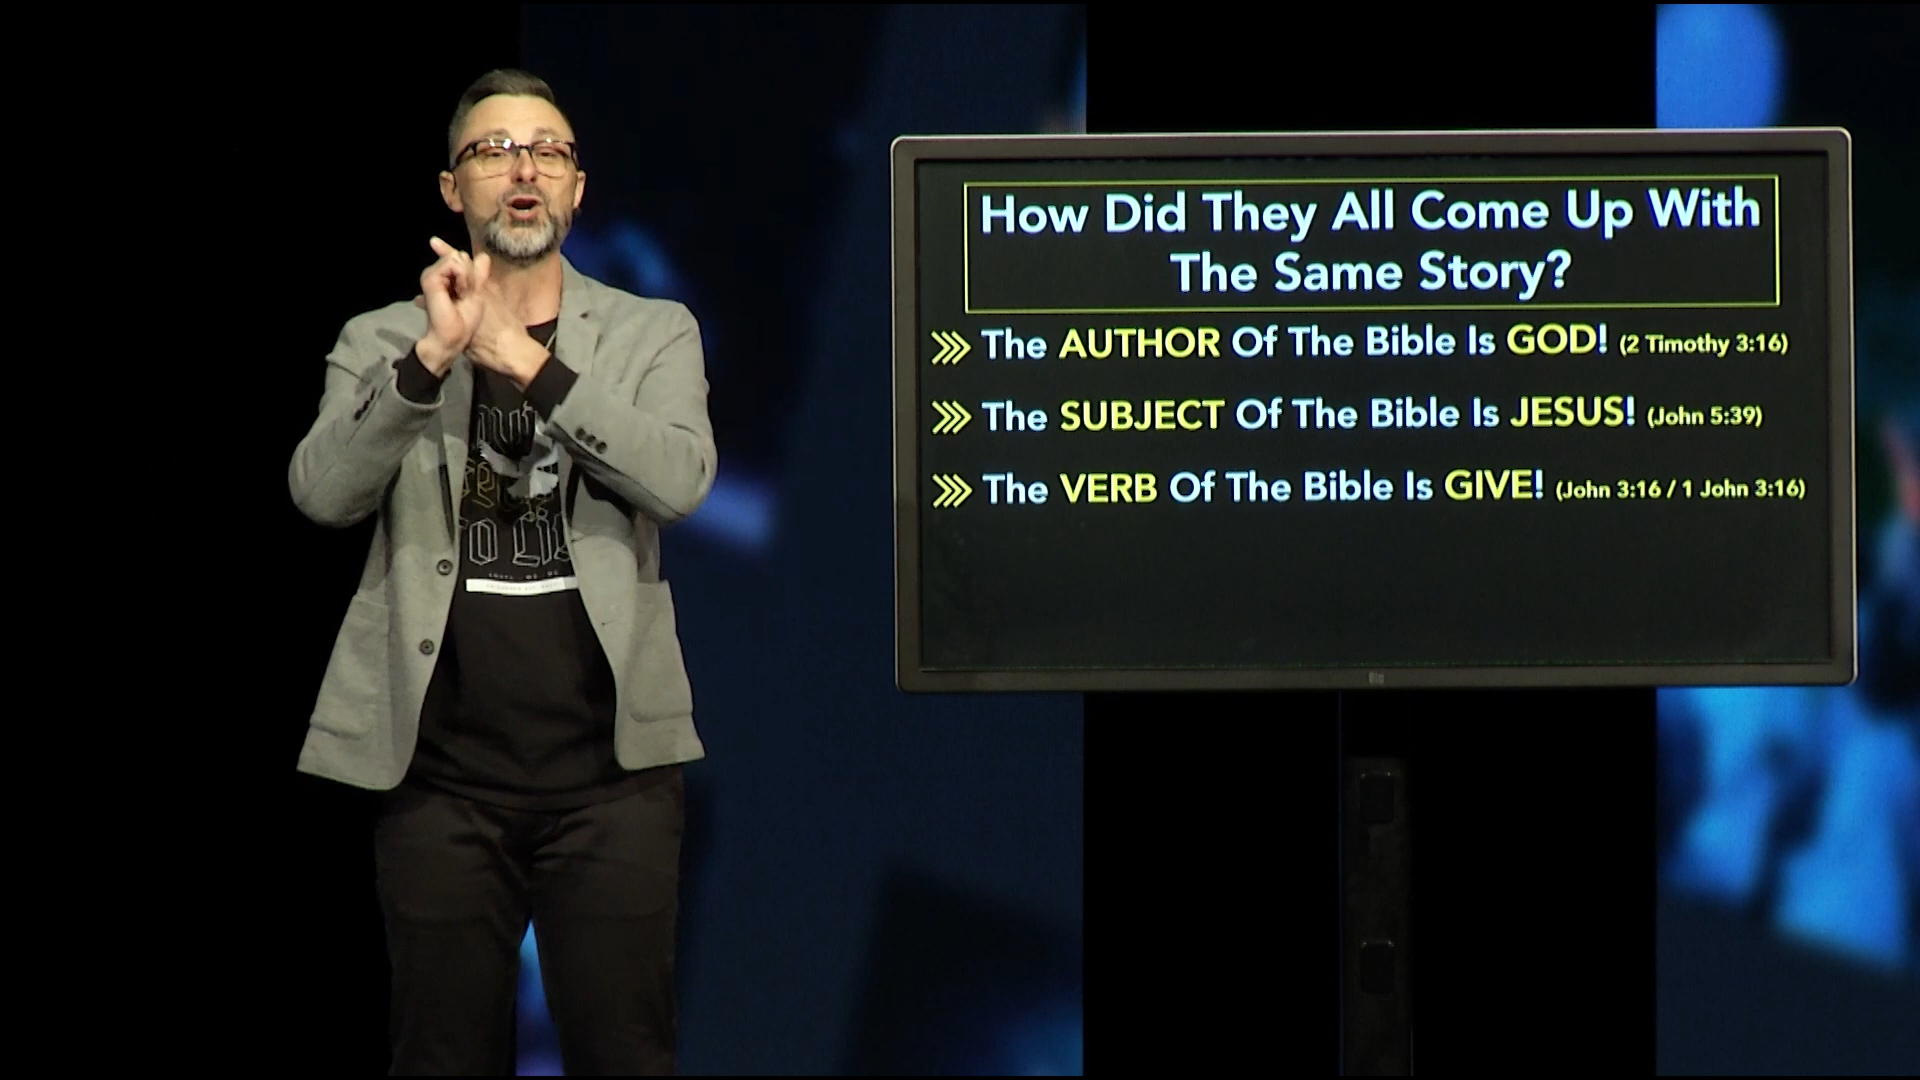 How Did They All Come Up With
The Same Story?
The AUTHOR Of The Bible Is GOD! (2 Timothy 3:16)
The SUBJECT Of The Bible Is JESUS! (John 5:39)
The VERB Of The Bible Is GIVE! (John 3:16 / 1 John 3:16)